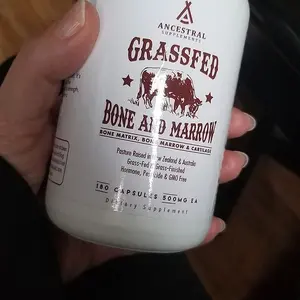 ANCESTRAL
SUPPLEMENTS
GRASSFED
BONE AND MARROW
BONE MATRIX, BONE MARROW & CARTILAGE
Pasture Raised in New Zealand & Australia
Grass-Fed & Grass-Finished
Hormone, Pesticide & GMO Free
180 CAPSULES 500MG EA
Dietary Supplement